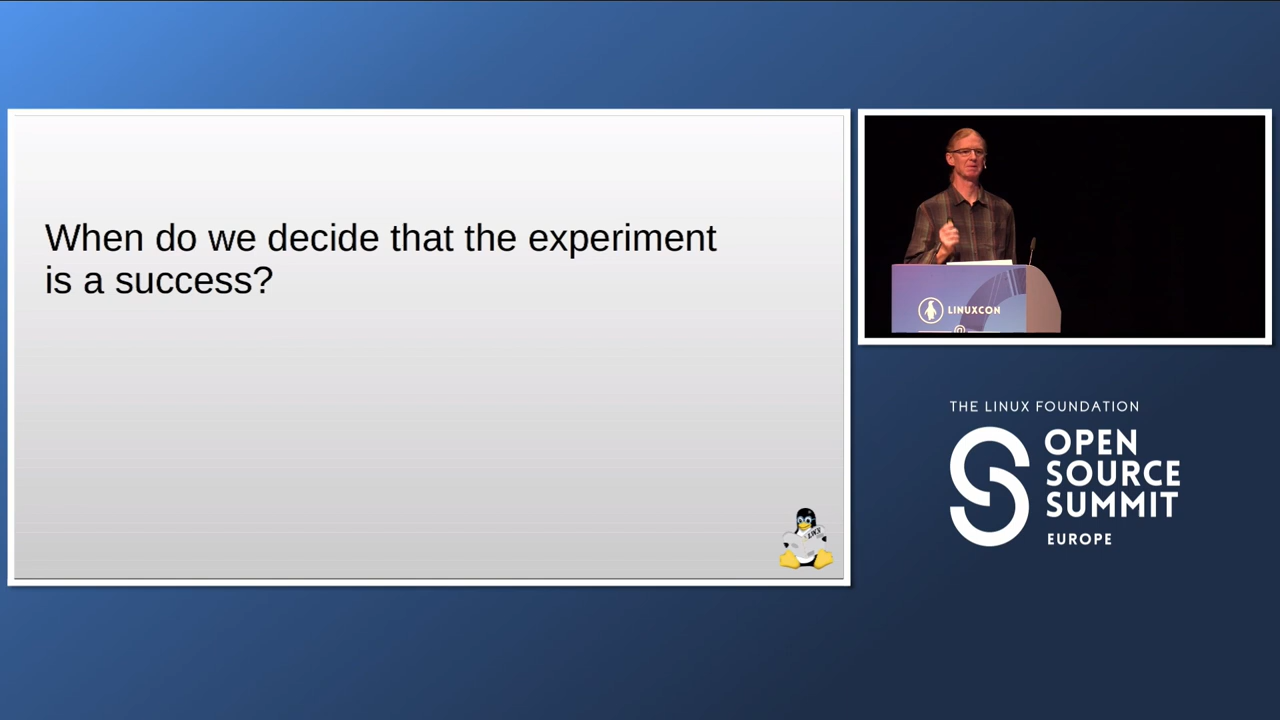 When do we decide that the experiment
is a success?
LINUXCON
@
THE LINUX FOUNDATION
OPEN
SOURCE
SUMMIT
EUROPE